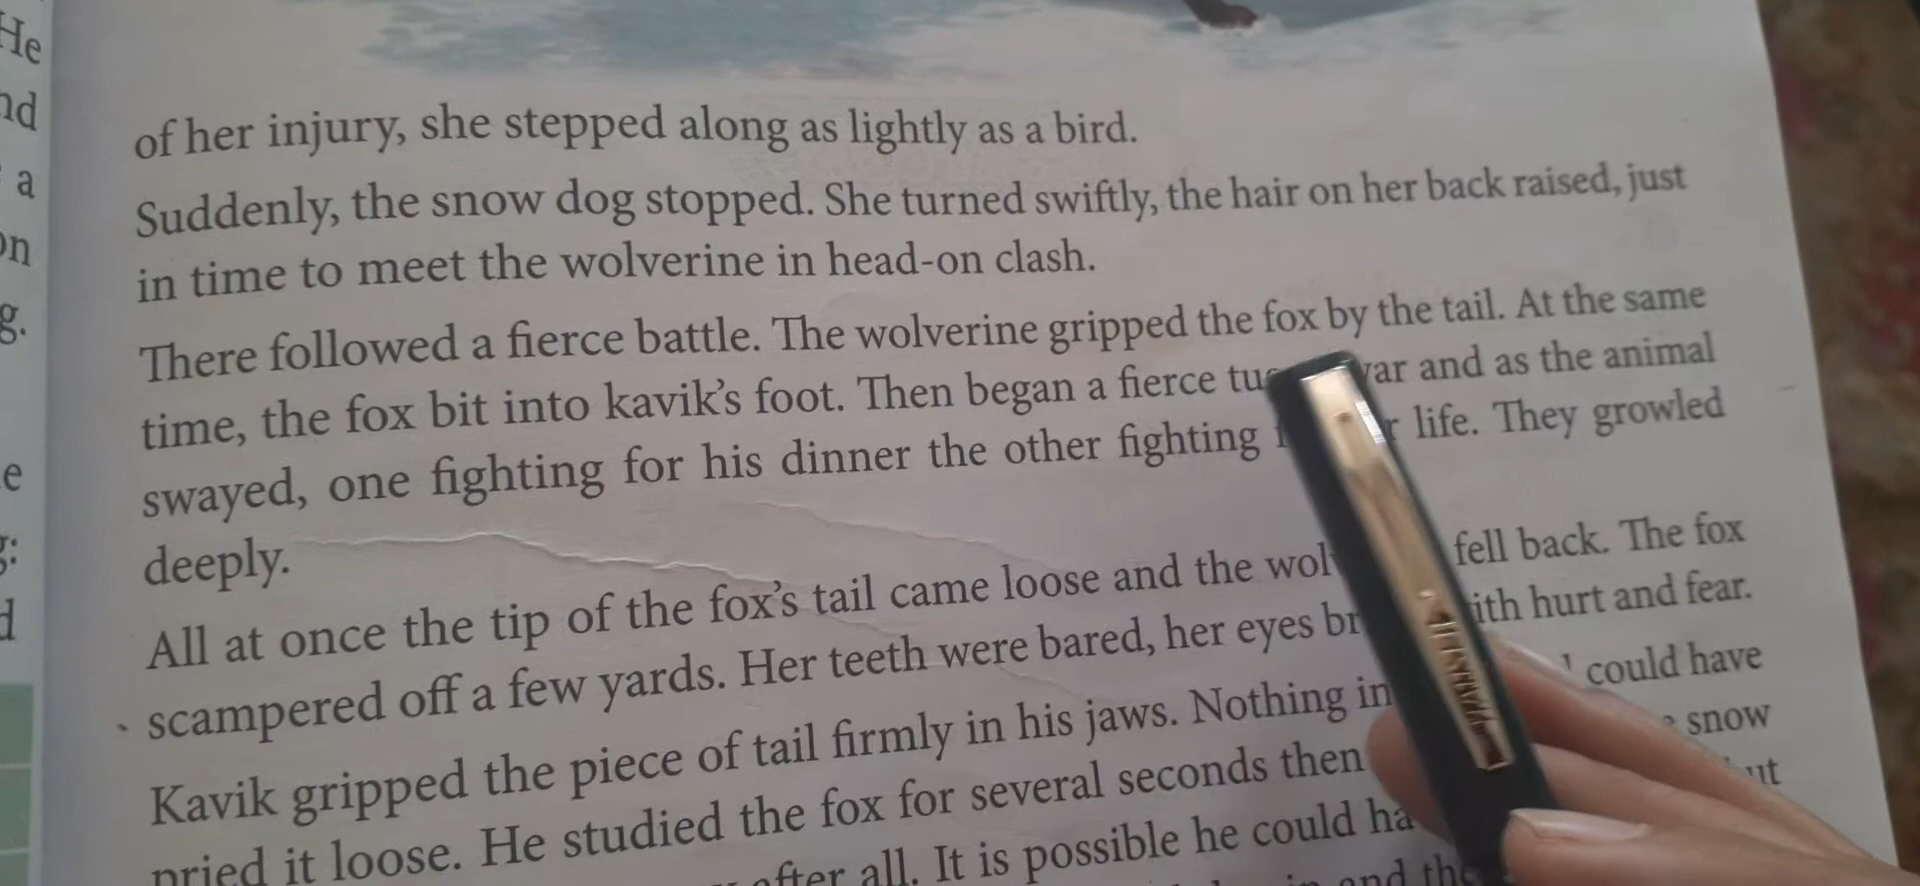 He
nd
a
on
g.
e
g:
d
of her injury, she stepped along as lightly as a bird.
Suddenly, the snow dog stopped. She turned swiftly, the hair on her back raised, just
in time to meet the wolverine in head-on clash.
There followed a fierce battle. The wolverine gripped the fox by the tail. At the same
time, the fox bit into kavik's foot. Then began a fierce and as the animal
swayed, one fighting for his dinner the other fighting life. They growled
deeply.
All at once the tip of the fox's tail came loose and the fell back. The fox
scampered off a few yards. Her teeth were bared, her eyes hurt and fear.
Kavik gripped the piece of tail firmly in his jaws. Nothing in could have
pried it loose. He studied the fox for several seconds then snow
after all. It is possible he could
and